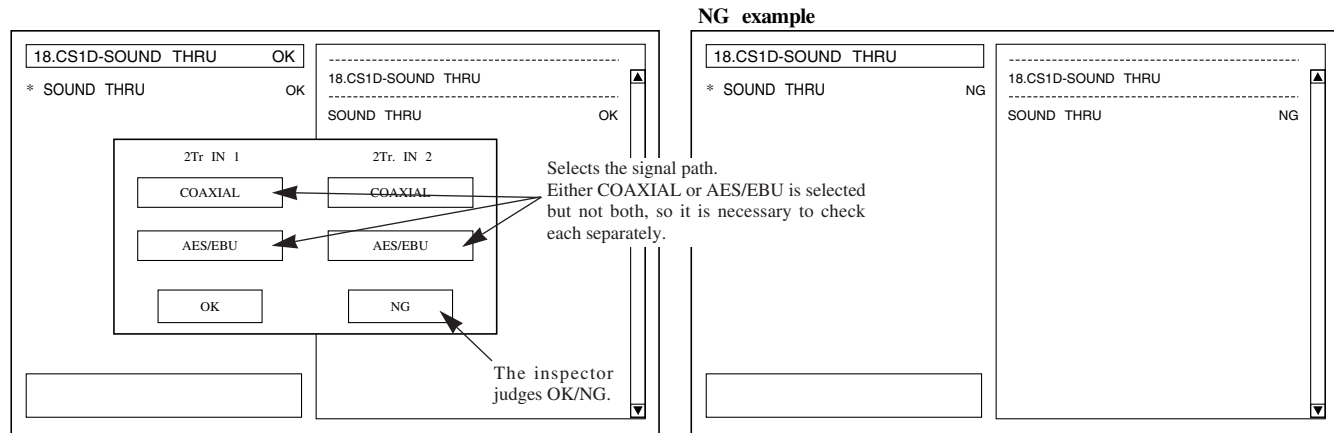 NG example
18.CS1D-SOUND THRU OK
* SOUND THRU OK
18.CS1D-SOUND THRU
SOUND THRU OK
2Tr IN 1 2Tr. IN 2
COAXIAL COAXIAL
AES/EBU AES/EBU
OK NG
Selects the signal path.
Either COAXIAL or AES/EBU is selected
but not both, so it is necessary to check
each separately.
The inspector
judges OK/NG.
18.CS1D-SOUND THRU
* SOUND THRU NG
18.CS1D-SOUND THRU
SOUND THRU NG